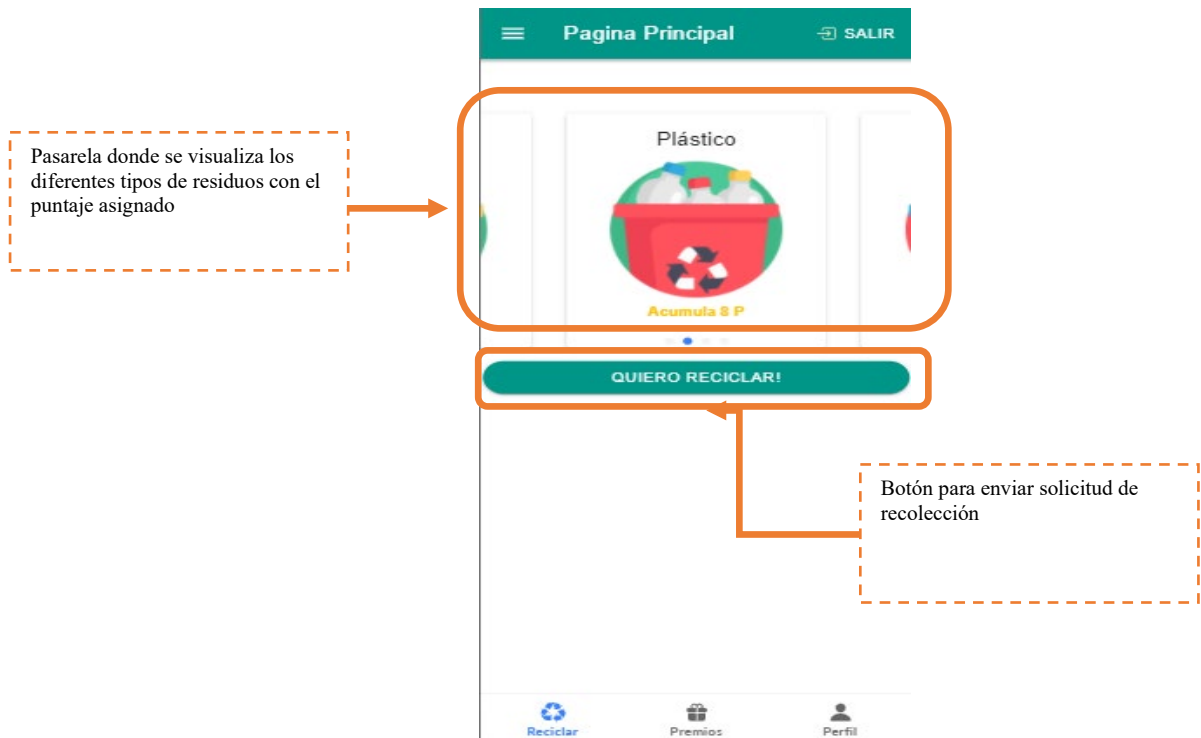 Pagina Principal
SALIR
Plástico
Pasarela donde se visualiza los
diferentes tipos de residuos con el
puntaje asignado
Acumula 8 P
QUIERO RECICLAR!
Botón para enviar solicitud de
recolección
Reciclar
Premios
Perfil